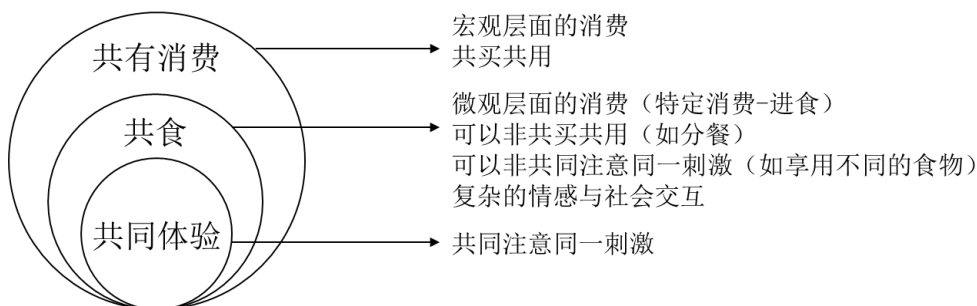 共有消费
宏观层面的消费
共买共用
共食
微观层面的消费（特定消费-进食）
可以非共买共用（如分餐）
可以非共同注意同一刺激（如享用不同的食物）
复杂的情感与社会交互
共同体验
共同注意同一刺激